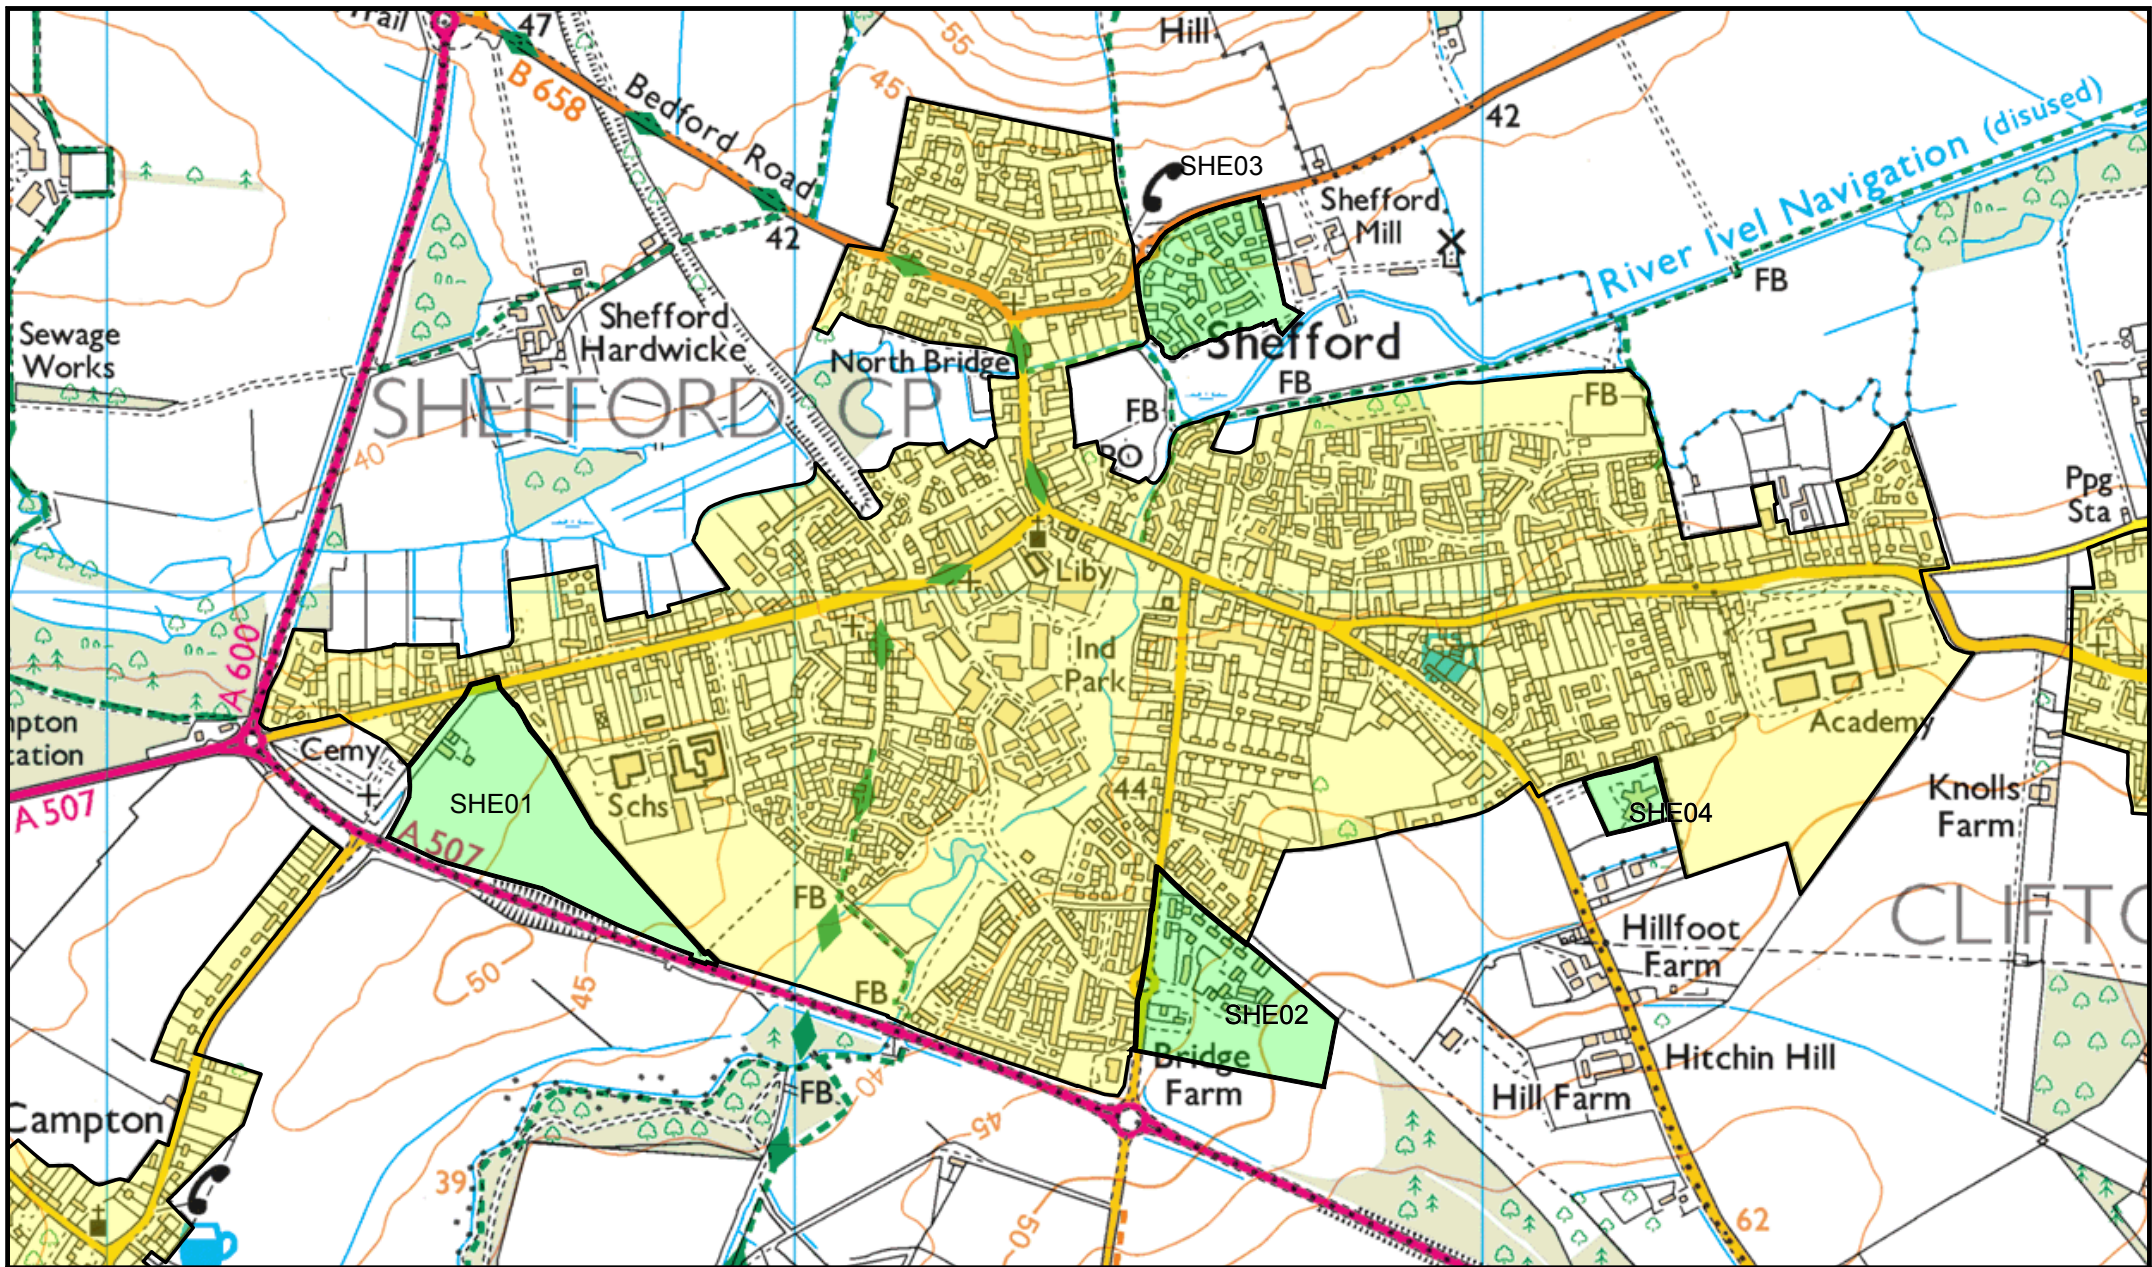 Trail
47
B 658
Bedford Road
42
55
45
Hill
SHE03
42
Shefford
Mill
River Ivel Navigation (disused)
FB
Sewage
Works
Shefford
Hardwicke
North Bridge
Shefford
FB
FB
FB
SHEFFORD CP
40
PO
Ppg
Sta
Liby
Ind
Park
A 600
Cemy
A 507
SHE01
A 507
Schs
44
Academy
SHE04
Knolls
Farm
CLIFTO
FB
FB
50
45
SHE02
Hillfoot
Farm
Bridge
Farm
Hitchin Hill
Hill Farm
Campton
FB
40
45
39
50
62